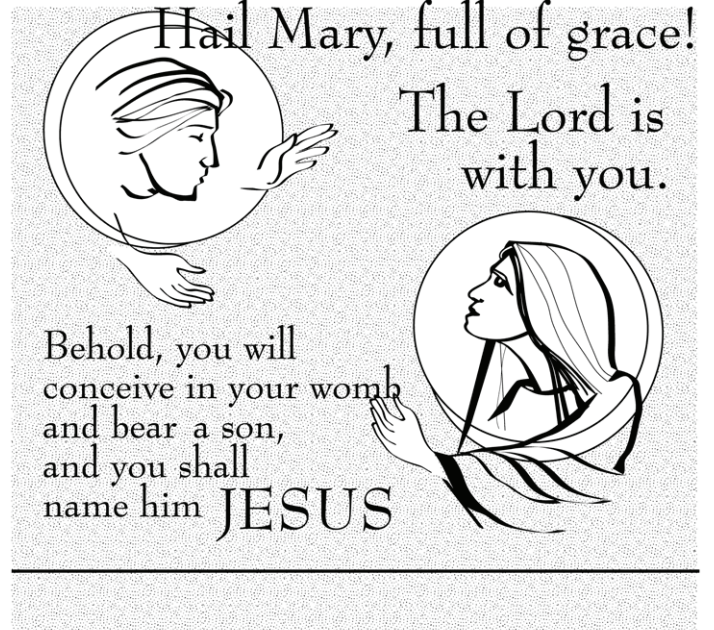 Hail Mary, full of grace!
The Lord is
with you.
Behold, you will
conceive in your womb
and bear a son,
and you shall
name him JESUS